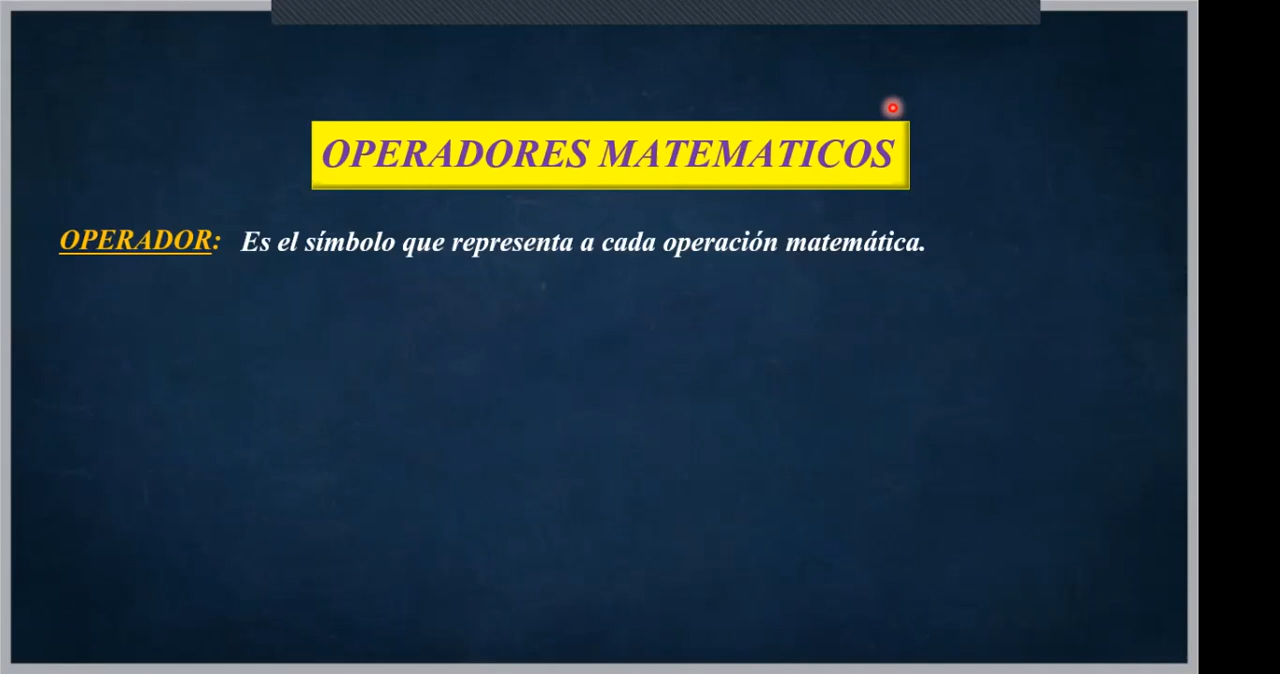 OPERADORES MATEMATICOS
OPERADOR: Es el símbolo que representa a cada operación matemática.